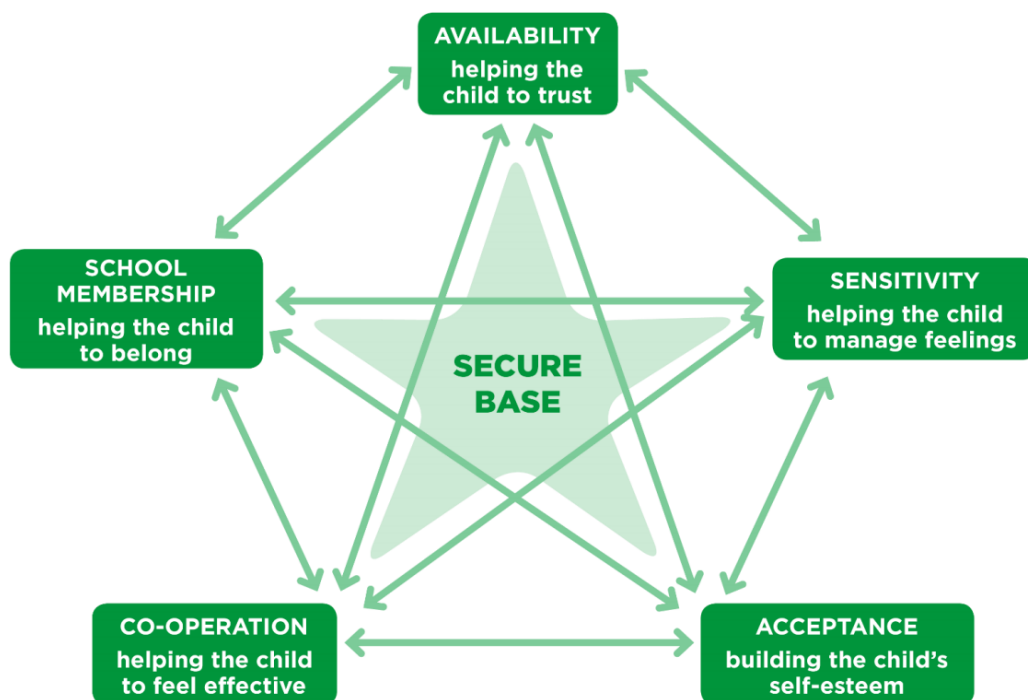 AVAILABILITY
helping the
child to trust
SCHOOL
MEMBERSHIP
helping the child
to belong
SENSITIVITY
helping the child
to manage feelings
SECURE
BASE
CO-OPERATION
helping the child
to feel effective
ACCEPTANCE
building the child’s
self-esteem